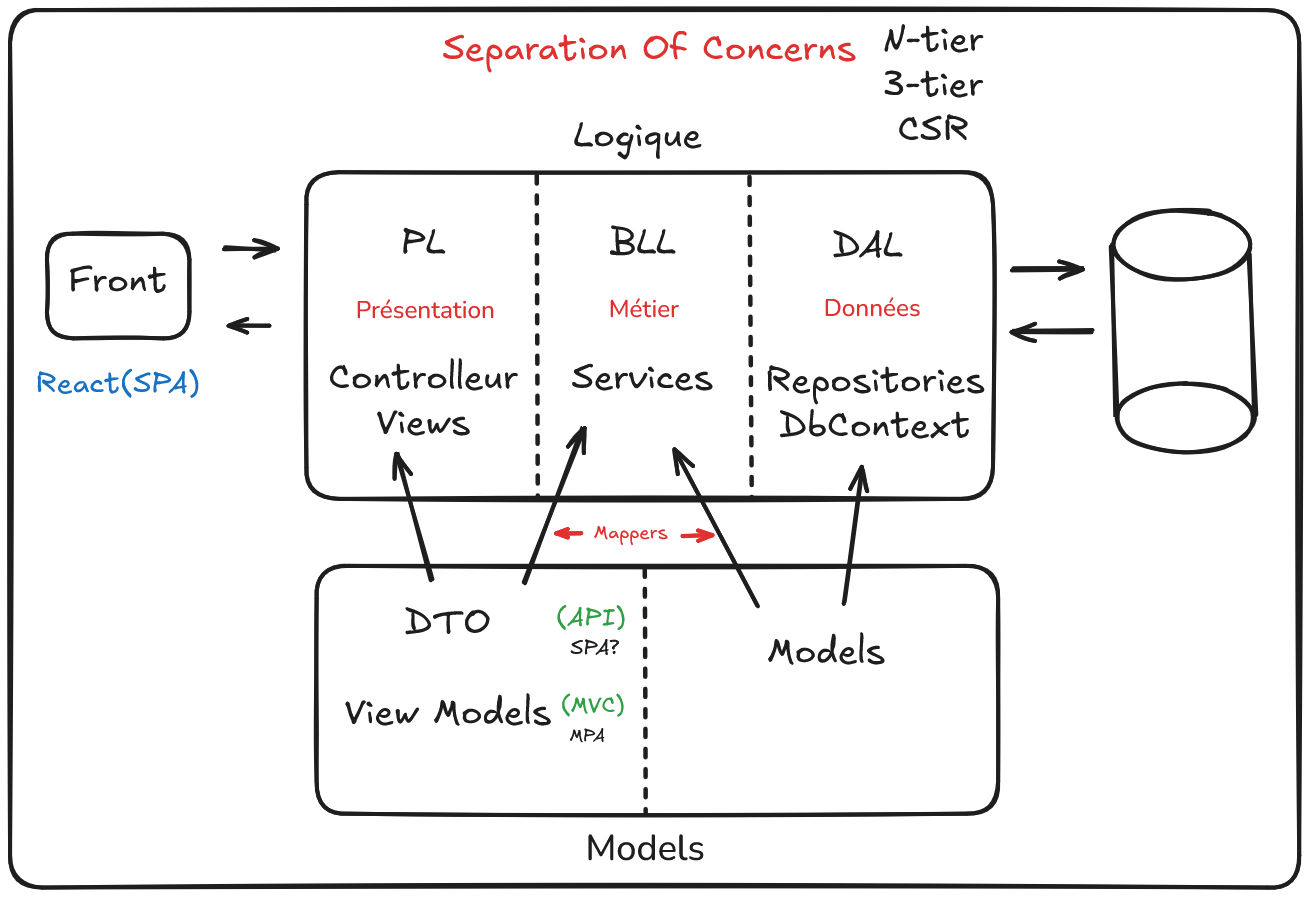 Separation Of Concerns
N-tier
3-tier
CSR
Logique
Front
React(SPA)
PL
Présentation
Controlleur
Views
BLL
Métier
Services
DAL
Données
Repositories
DbContext
Mappers
DTO
(API)
SPA?
View Models
(MVC)
MPA
Models
Models